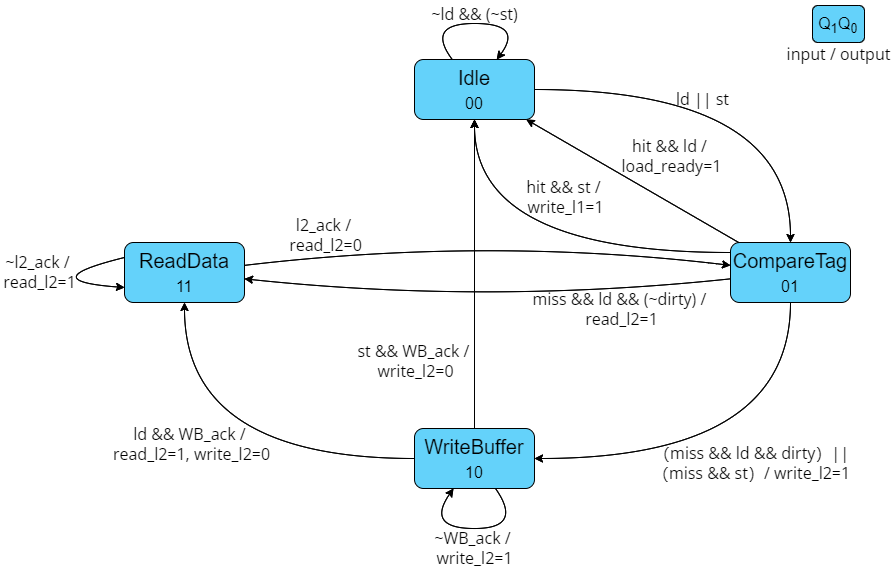 ~ld && (~st)
Q₁Q₀
input / output
Idle
00
ld || st
hit && ld /
load_ready=1
hit && st /
write_l1=1
l2_ack /
read_l2=0
~l2_ack /
read_l2=1
ReadData
11
CompareTag
01
miss && ld && (~dirty) /
read_l2=1
st && WB_ack /
write_l2=0
ld && WB_ack /
read_l2=1, write_l2=0
WriteBuffer
10
(miss && ld && dirty) ||
(miss && st) / write_l2=1
~WB_ack /
write_l2=1